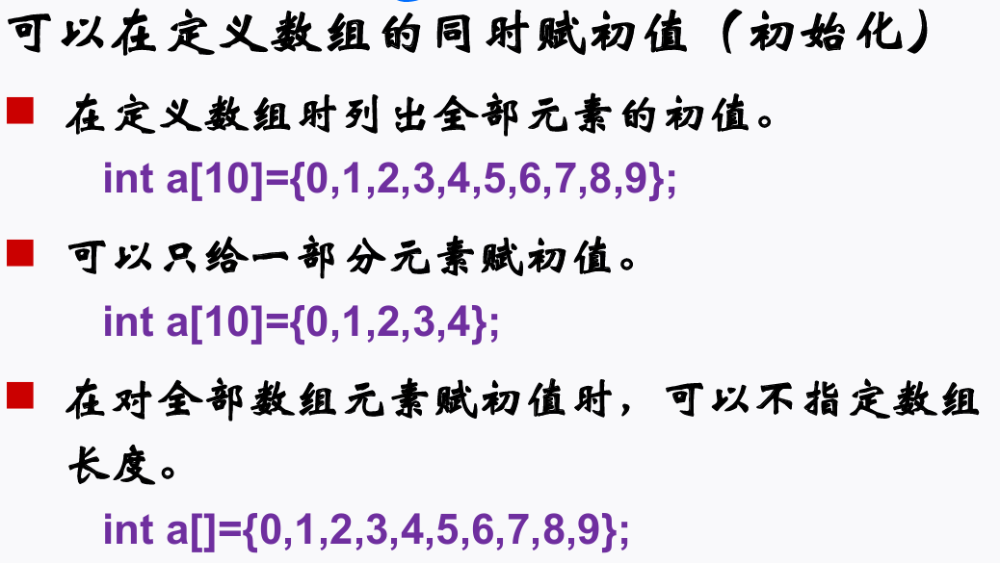 可以在定义数组的同时赋初值（初始化）
在定义数组时列出全部元素的初值。
int a[10]={0,1,2,3,4,5,6,7,8,9};
可以只给一部分元素赋初值。
int a[10]={0,1,2,3,4};
在对全部数组元素赋初值时，可以不指定数组
长度。
int a[]={0,1,2,3,4,5,6,7,8,9};